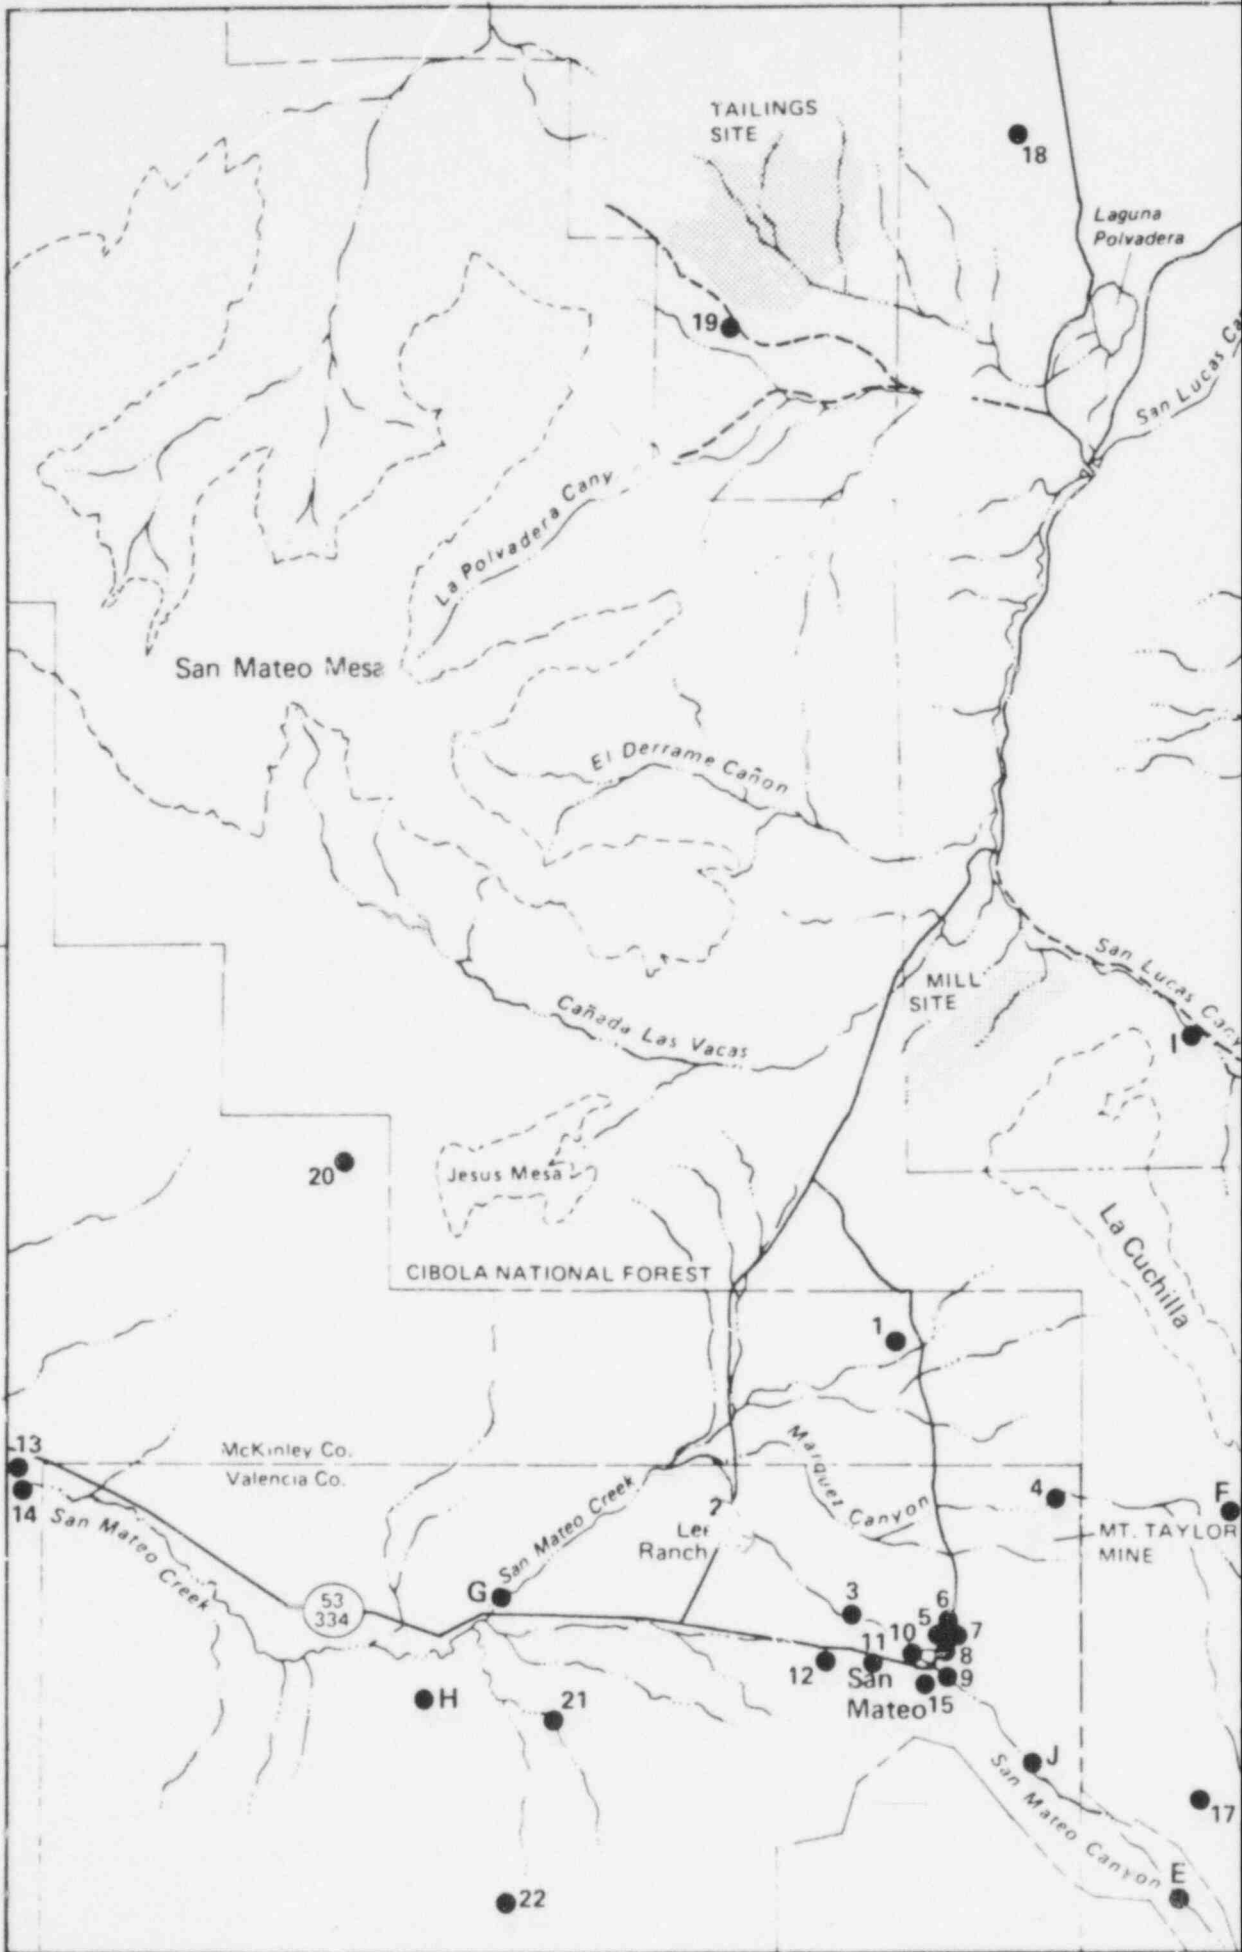 TAILINGS
SITE
18
Laguna
Polvadera
19
San Lucas
La Polvadera Cany
San Mateo Mesa
El Derrame Cañon
San Lucas Cany
MILL
SITE
I
Cañada Las Vacas
20
Jesus Mesa
La Cuchilla
CIBOLA NATIONAL FOREST
1
13
McKinley Co.
Valencia Co.
14
San Mateo Creek
San Mateo Creek
Marquez Canyon
2
Lee
Ranch
4
F
MT. TAYLOR
MINE
G
53
334
3
6
5
7
10
11
8
12
9
San
Mateo
15
H
21
J
San Mateo Canyon
17
E
22